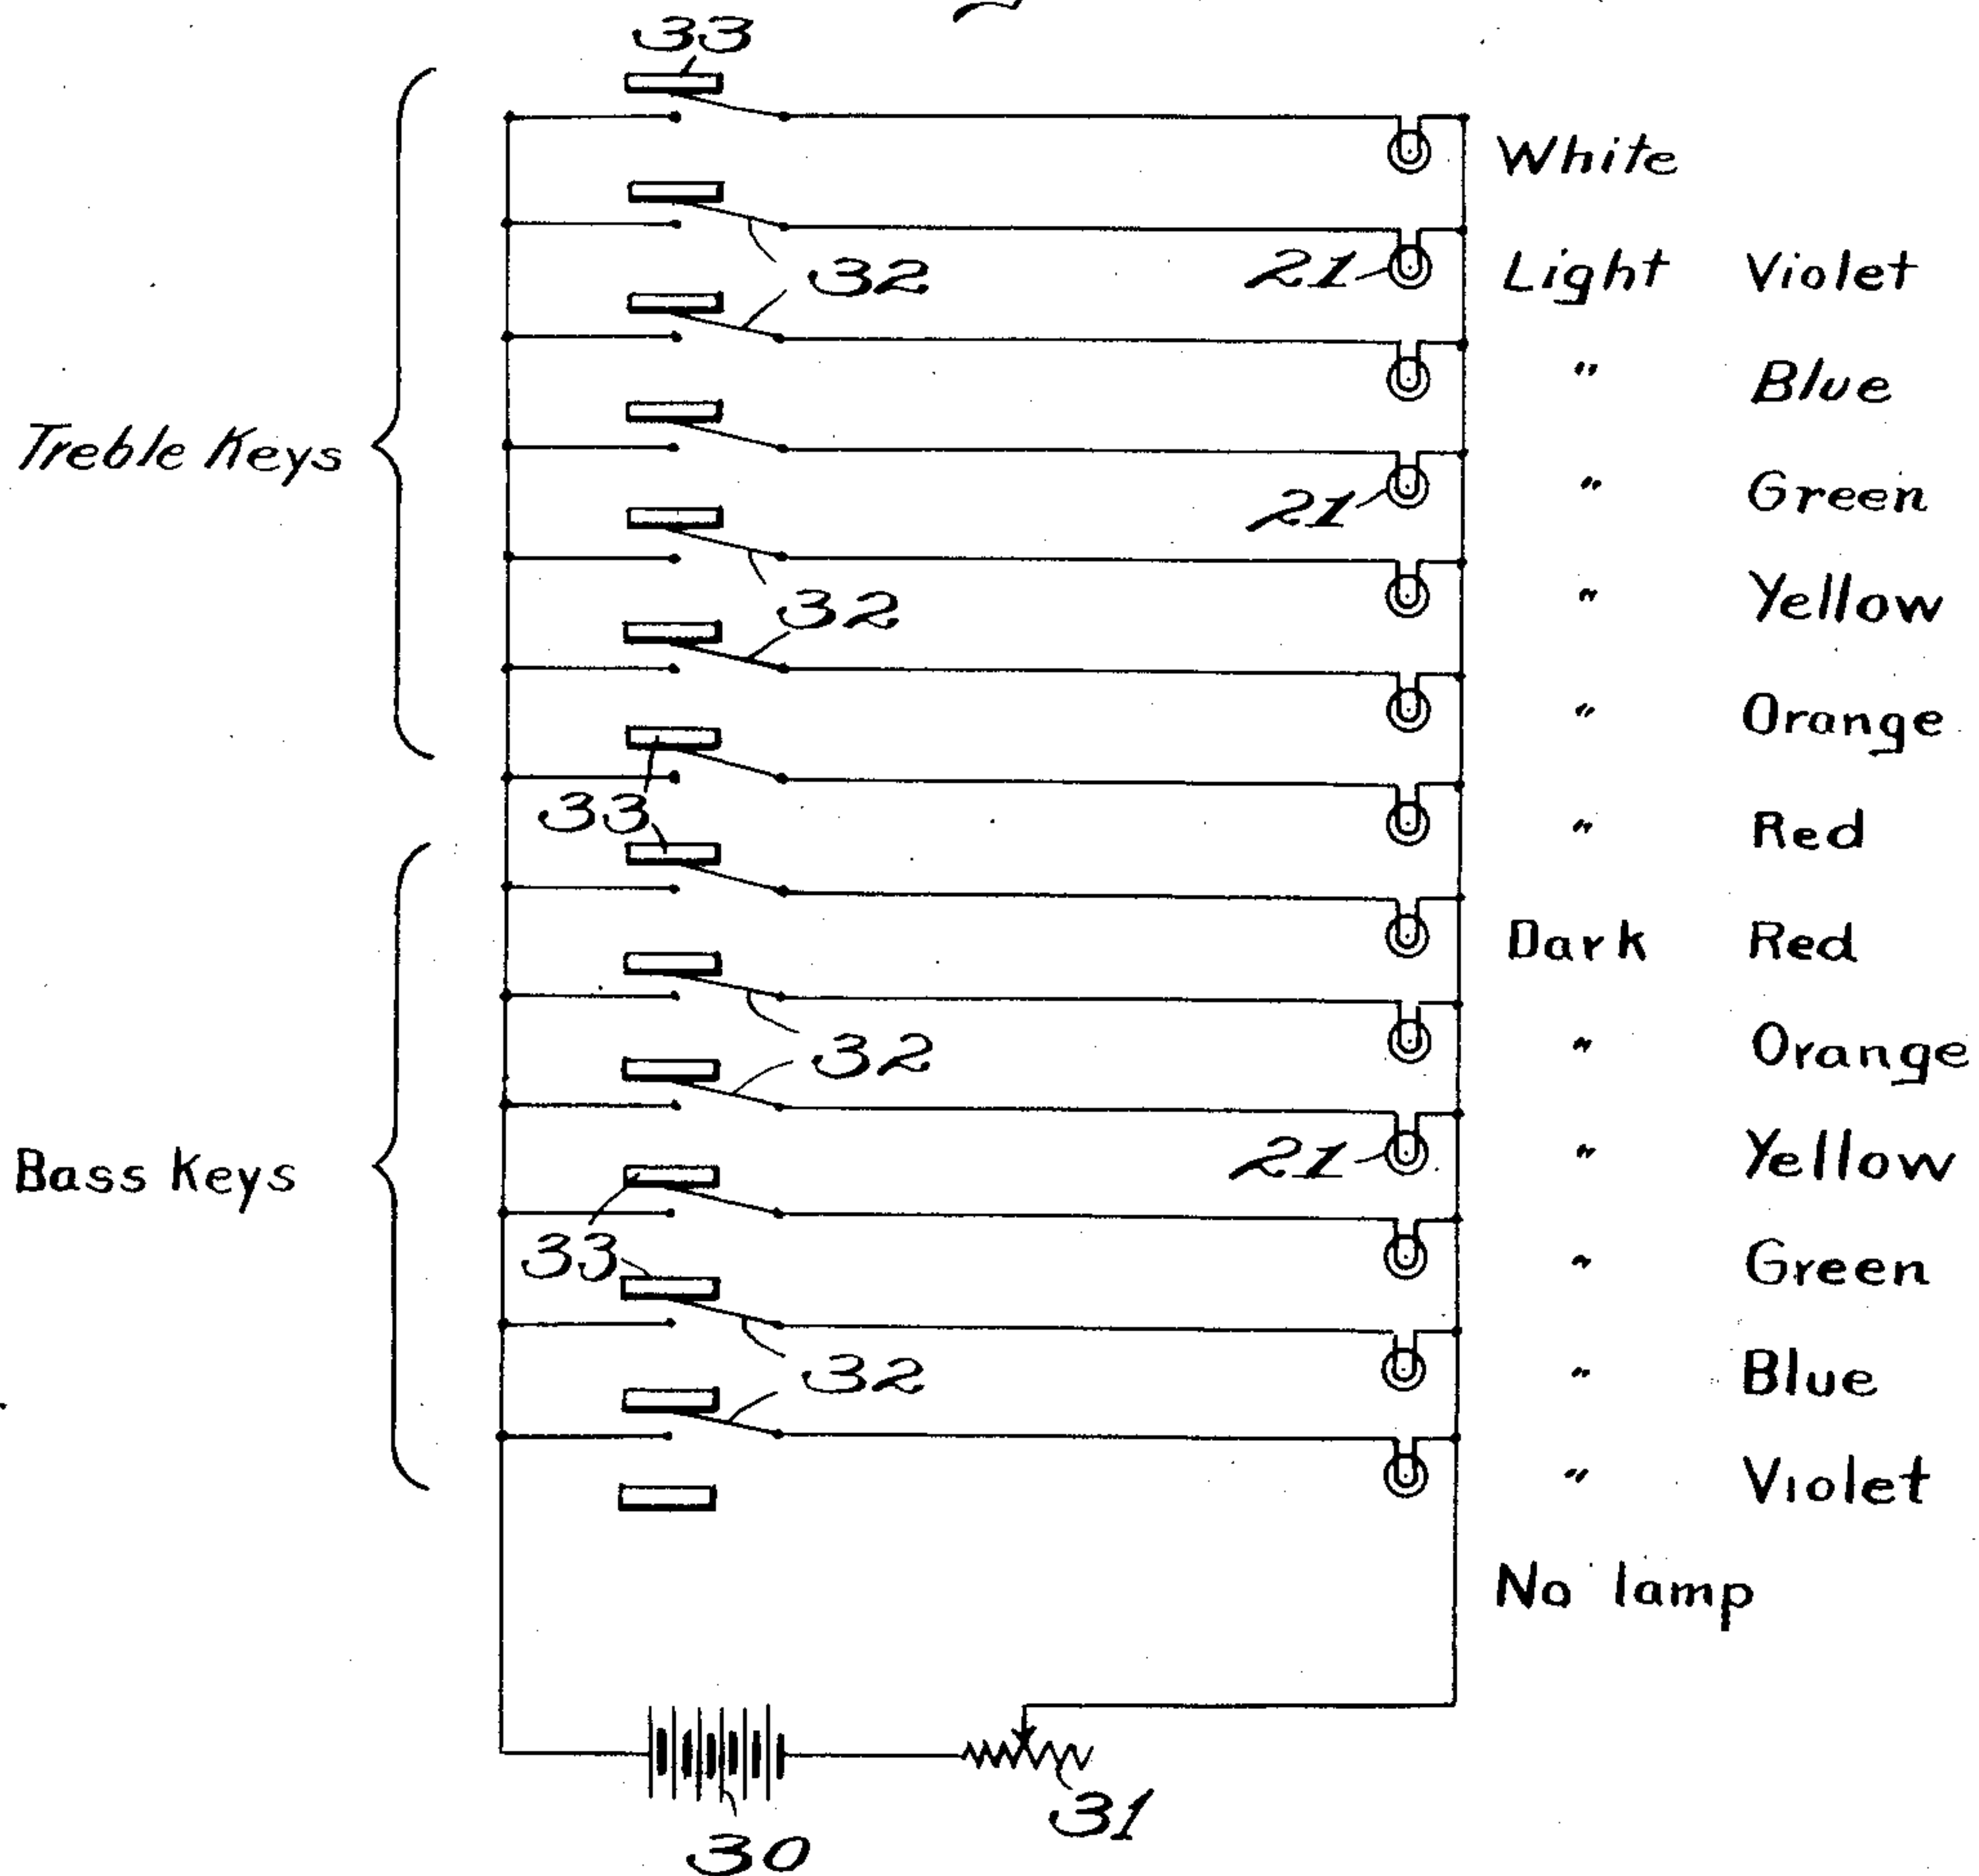 33
White
32
21
Light Violet
" Blue
Treble Keys
21
" Green
32
" Yellow
" Orange
33
" Red
Dark Red
32
" Orange
Bass Keys
21
" Yellow
33
" Green
32
" Blue
" Violet
No lamp
31
30